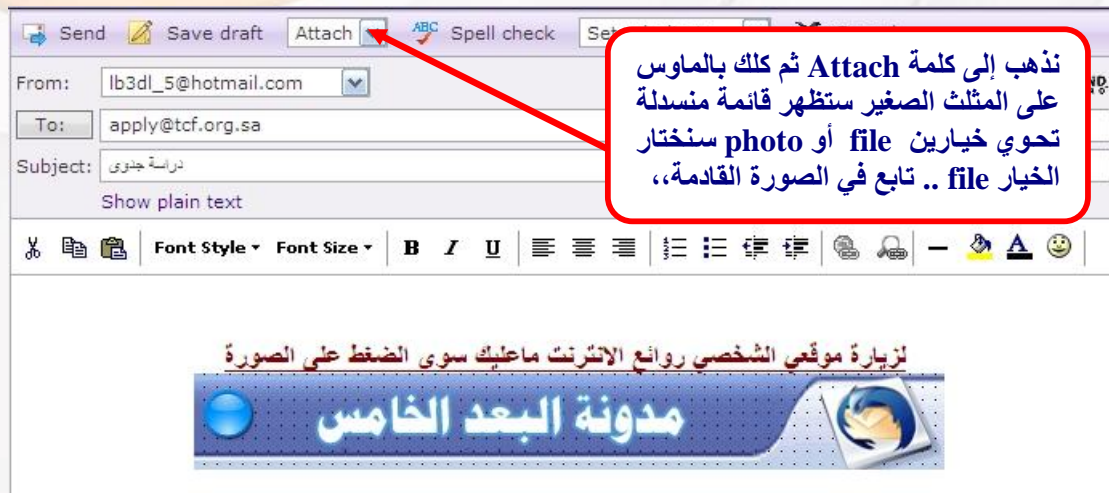 Send Save draft Attach Spell check Set
نذهب إلى كلمة Attach ثم كلك بالماوس
على المثلث الصغير ستظهر قائمة منسدلة
تحوي خيارين file أو photo سنختار
الخيار file .. تابع في الصورة القادمة،،
From: lb3dl_5@hotmail.com
To: apply@tcf.org.sa
Subject: دراسة جدوى
Show plain text
Font Style Font Size B I U A
لزيارة موقعي الشخصي روائع الانترنت ماعليك سوى الضغط على الصورة
مدونة البعد الخامس